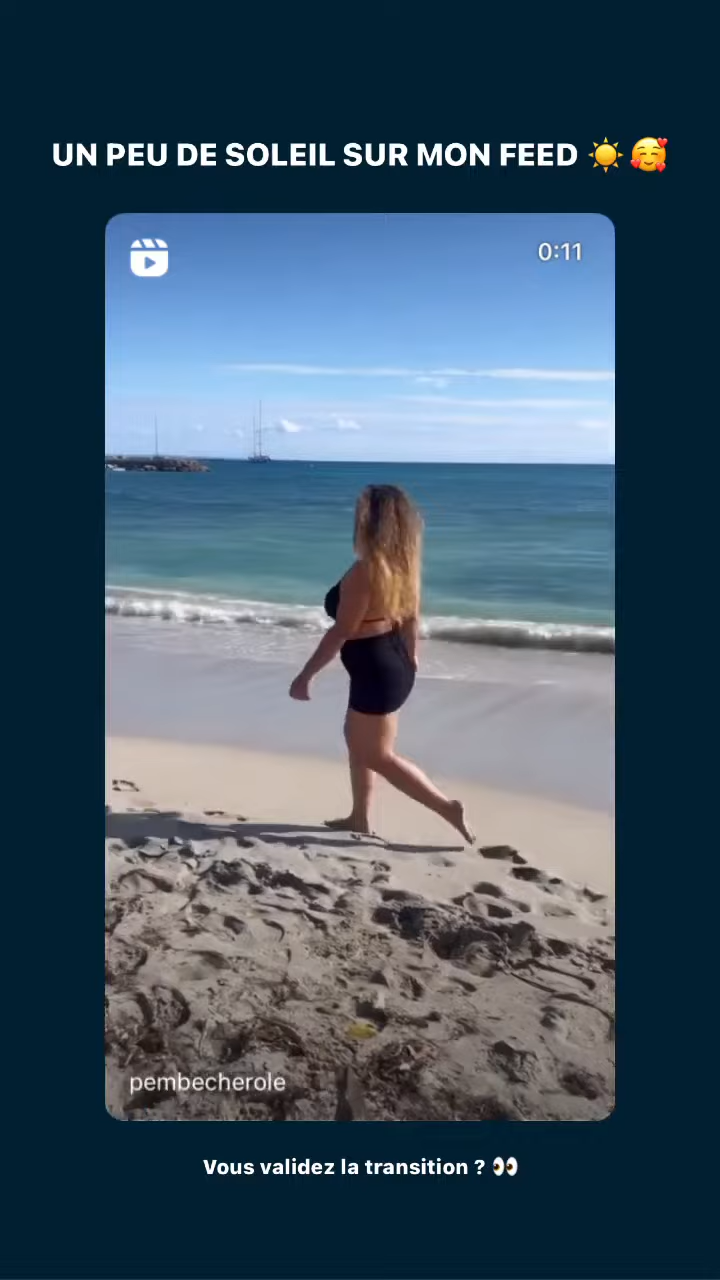 UN PEU DE SOLEIL SUR MON FEED ☀️🥰
0:11
pembecherole
Vous validez la transition ? 👀